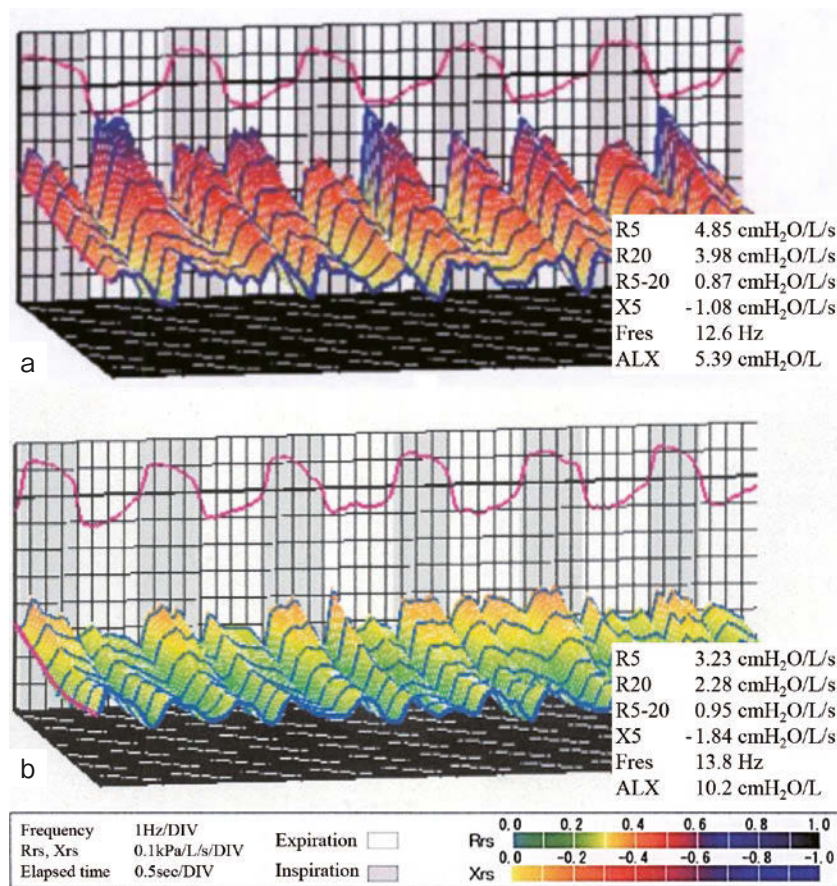 R5 4.85 cmH₂O/L/s
R20 3.98 cmH₂O/L/s
R5-20 0.87 cmH₂O/L/s
X5 -1.08 cmH₂O/L/s
Fres 12.6 Hz
ALX 5.39 cmH₂O/L
a
R5 3.23 cmH₂O/L/s
R20 2.28 cmH₂O/L/s
R5-20 0.95 cmH₂O/L/s
X5 -1.84 cmH₂O/L/s
Fres 13.8 Hz
ALX 10.2 cmH₂O/L
b
Frequency 1Hz/DIV
Rrs, Xrs 0.1kPa/L/s/DIV
Elapsed time 0.5sec/DIV
Expiration
Inspiration
0.0 0.2 0.4 0.6 0.8 1.0
Rrs
0.0 -0.2 -0.4 -0.6 -0.8 -1.0
Xrs